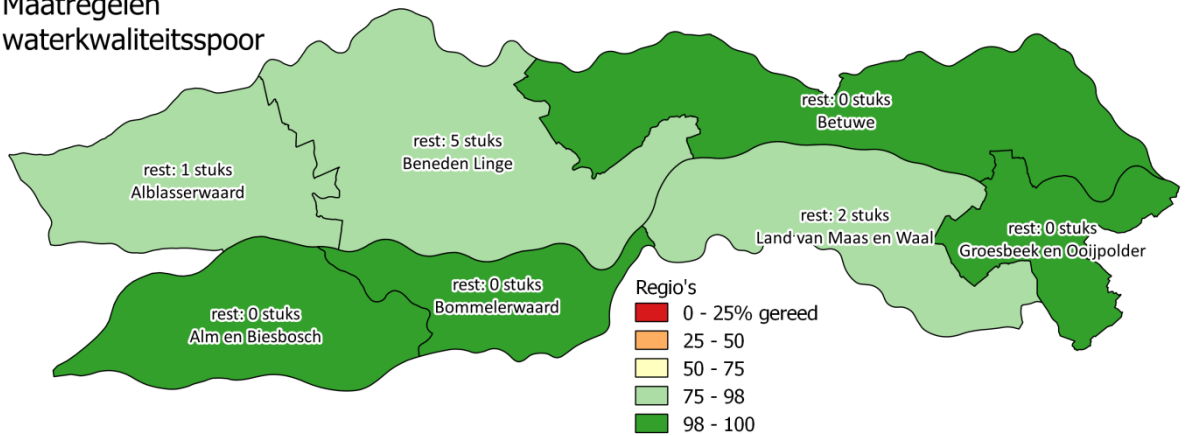 Maatregelen
waterkwaliteitsspoor
rest: 0 stuks
Betuwe
rest: 5 stuks
Beneden Linge
rest: 1 stuks
Alblasserwaard
rest: 2 stuks
Land van Maas en Waal
rest: 0 stuks
Groesbeek en Ooijpolder
rest: 0 stuks
Bommelerwaard
rest: 0 stuks
Alm en Biesbosch
Regio's
0 - 25% gereed
25 - 50
50 - 75
75 - 98
98 - 100